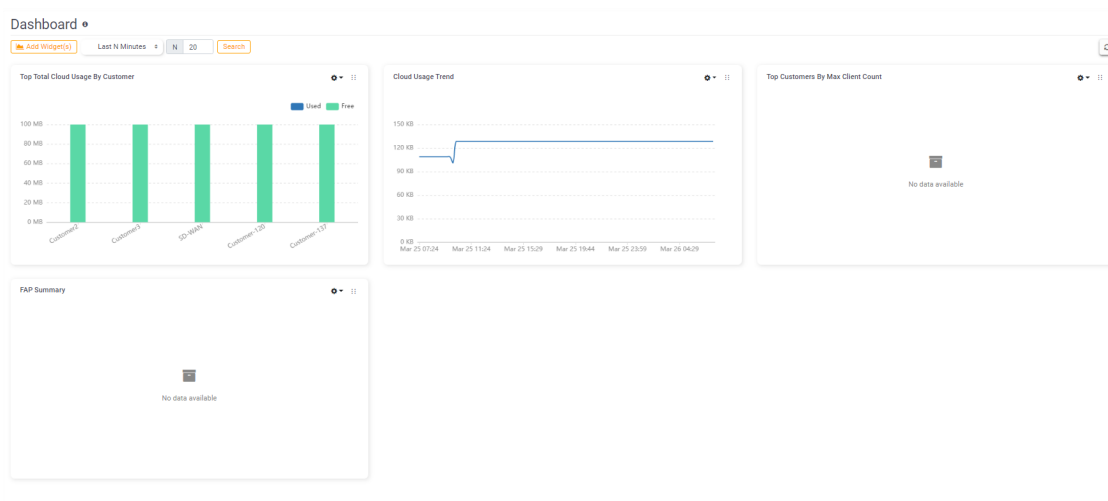 Dashboard
Add Widget(s) Last N Minutes N 20 Search
Top Total Cloud Usage By Customer
Used Free
100 MB
80 MB
60 MB
40 MB
20 MB
0 MB
Customer2 Customer3 SD-WAN Customer-120 Customer-137
Cloud Usage Trend
150 KB
120 KB
90 KB
60 KB
30 KB
0 KB
Mar 25 07:24 Mar 25 11:24 Mar 25 15:29 Mar 25 19:44 Mar 25 23:59 Mar 26 04:29
Top Customers By Max Client Count
No data available
FAP Summary
No data available